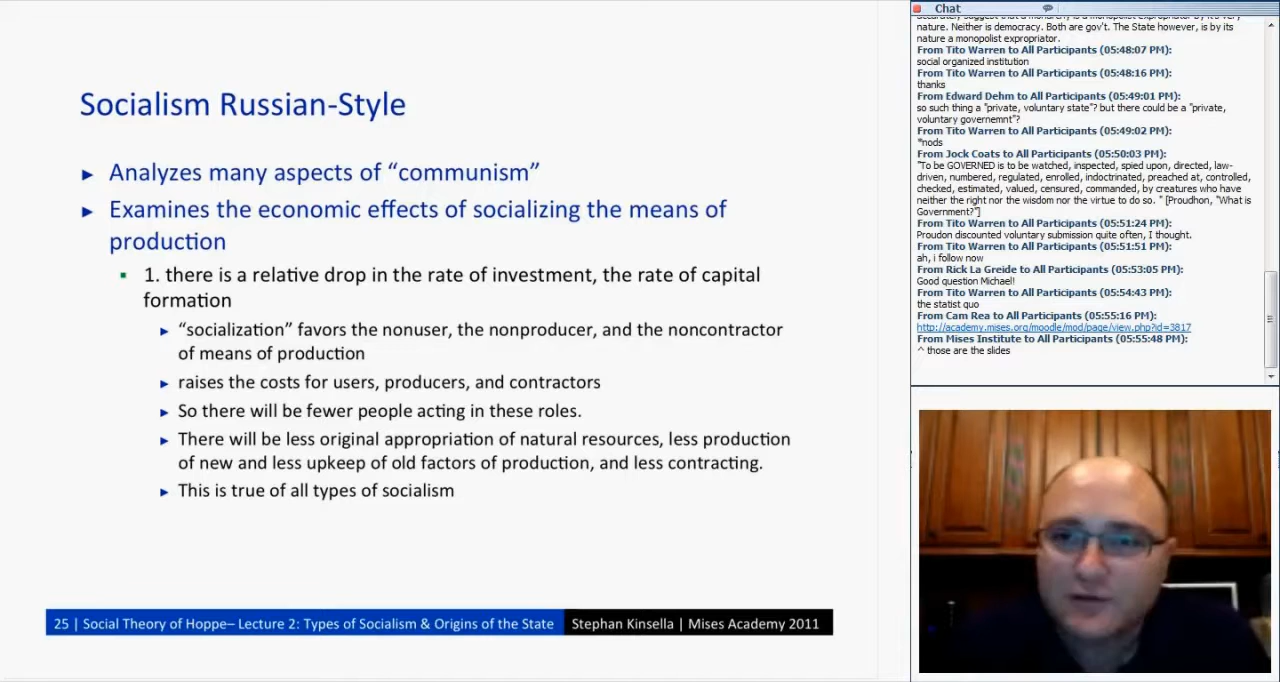 Socialism Russian-Style
► Analyzes many aspects of “communism”
► Examines the economic effects of socializing the means of
production
▪ 1. there is a relative drop in the rate of investment, the rate of capital
formation
► “socialization” favors the nonuser, the nonproducer, and the noncontractor
of means of production
► raises the costs for users, producers, and contractors
► So there will be fewer people acting in these roles.
► There will be less original appropriation of natural resources, less production
of new and less upkeep of old factors of production, and less contracting.
► This is true of all types of socialism
25 | Social Theory of Hoppe– Lecture 2: Types of Socialism & Origins of the State
Stephan Kinsella | Mises Academy 2011
Chat
nature. Neither is democracy. Both are gov't. The State however, is by its
nature a monopolist expropriator.
From Tito Warren to All Participants (05:48:07 PM):
social organized institution
From Tito Warren to All Participants (05:48:16 PM):
thanks
From Edward Dehm to All Participants (05:49:01 PM):
so such thing a "private, voluntary state"? but there could be a "private,
voluntary governemnt"?
From Tito Warren to All Participants (05:49:02 PM):
*nods
From Jock Coats to All Participants (05:50:03 PM):
"To be GOVERNED is to be watched, inspected, spied upon, directed, law-
driven, numbered, regulated, enrolled, indoctrinated, preached at, controlled,
checked, estimated, valued, censured, commanded, by creatures who have
neither the right nor the wisdom nor the virtue to do so. " [Proudhon, "What is
Government?"]
From Tito Warren to All Participants (05:51:24 PM):
Proudon discounted voluntary submission quite often, I thought.
From Tito Warren to All Participants (05:51:51 PM):
ah, i follow now
From Rick La Greide to All Participants (05:53:05 PM):
Good question Michael!
From Tito Warren to All Participants (05:54:43 PM):
the statist quo
From Cam Rea to All Participants (05:55:16 PM):
http://academy.mises.org/moodle/mod/page/view.php?id=3817
From Mises Institute to All Participants (05:55:48 PM):
^ those are the slides